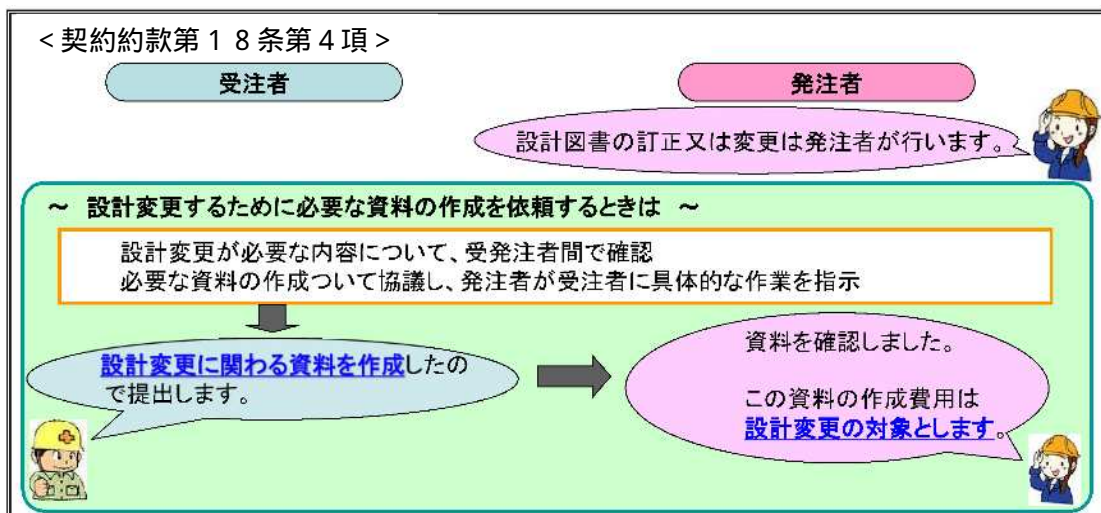 ＜契約約款第１８条第４項＞
受注者
発注者
設計図書の訂正又は変更は発注者が行います。
～ 設計変更するために必要な資料の作成を依頼するときは ～
設計変更が必要な内容について、受発注者間で確認
必要な資料の作成ついて協議し、発注者が受注者に具体的な作業を指示
設計変更に関わる資料を作成したの
で提出します。
資料を確認しました。
この資料の作成費用は
設計変更の対象とします。